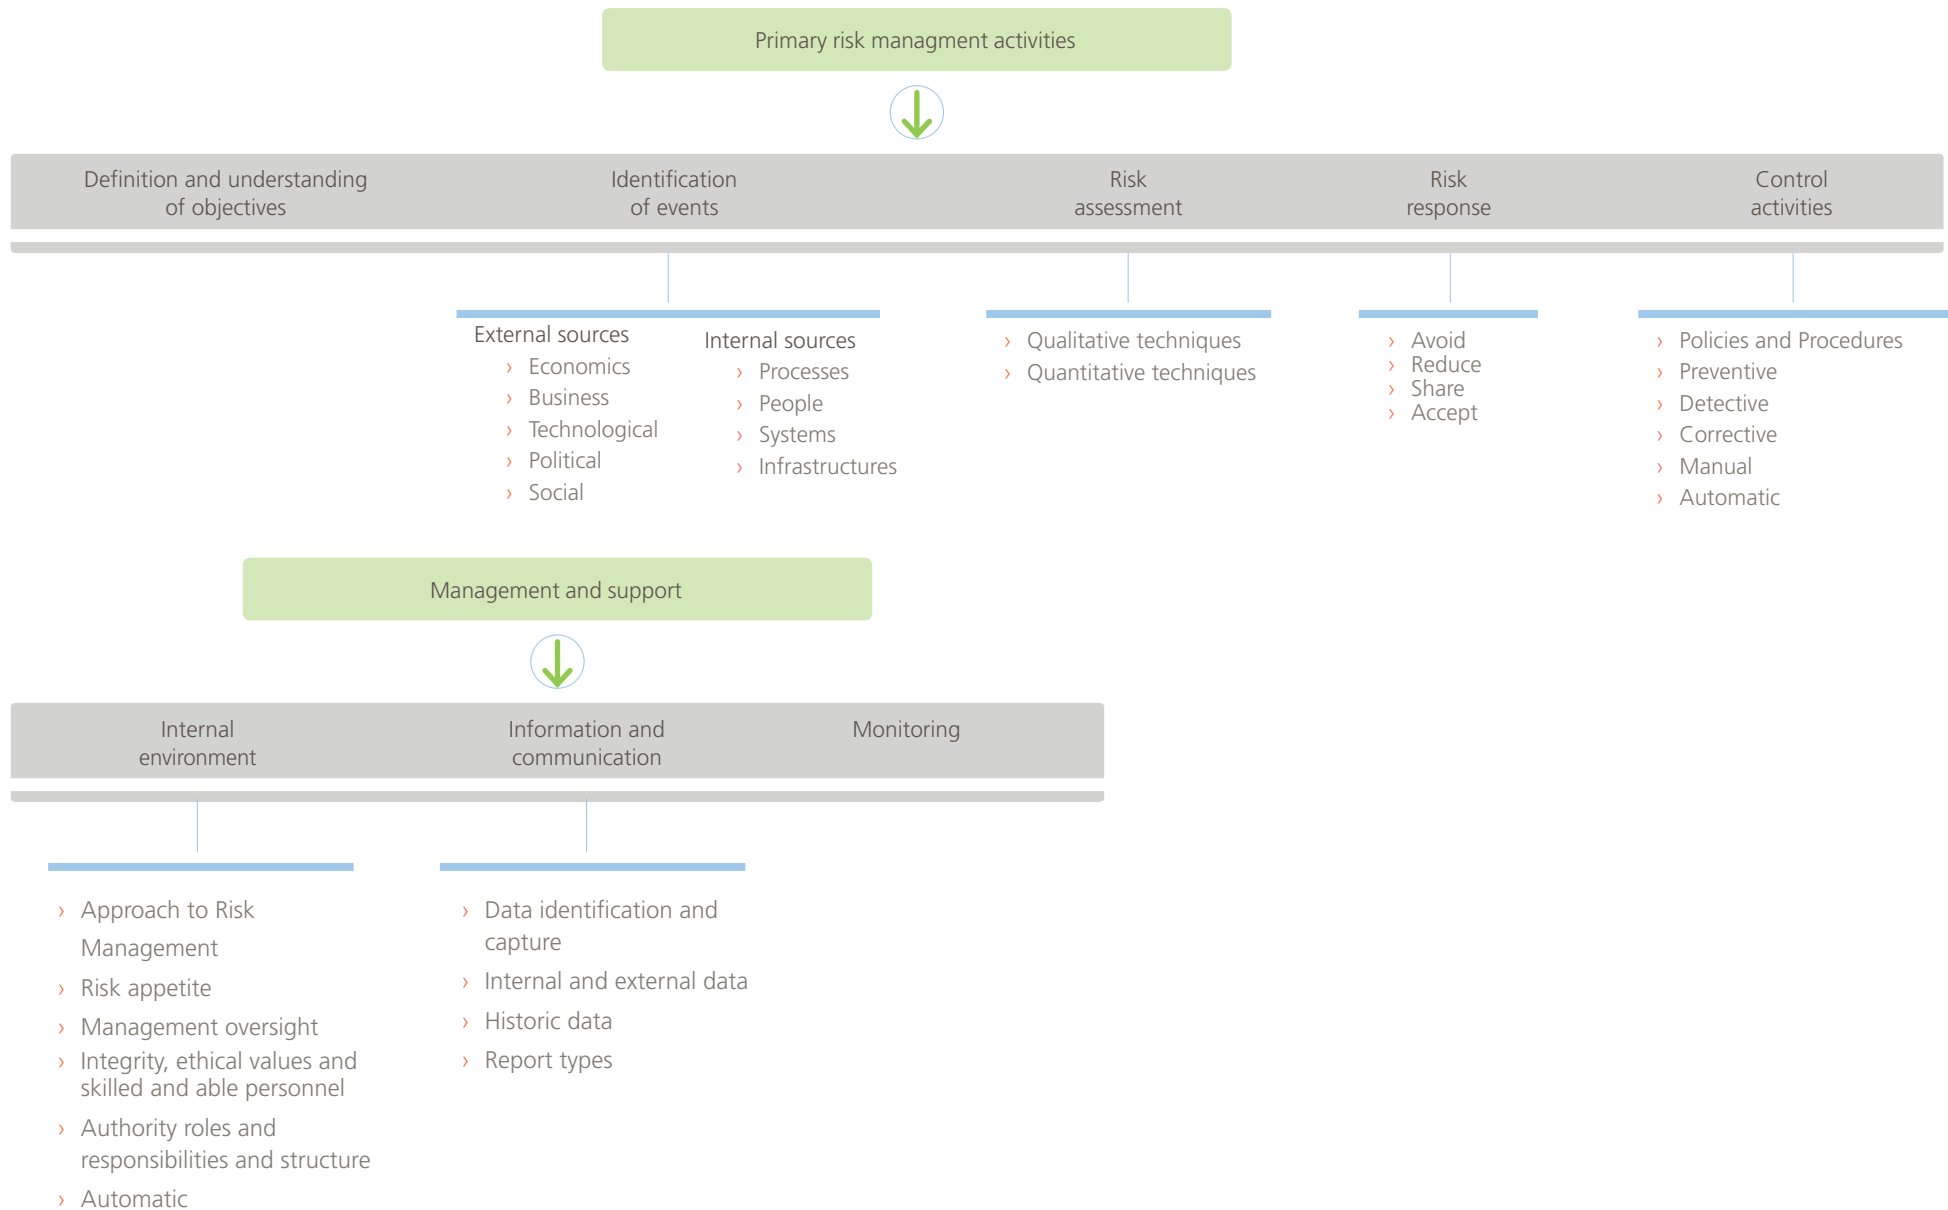 Primary risk managment activities
Definition and understanding
of objectives
Identification
of events
Risk
assessment
Risk
response
Control
activities
External sources
› Economics
› Business
› Technological
› Political
› Social
Internal sources
› Processes
› People
› Systems
› Infrastructures
› Qualitative techniques
› Quantitative techniques
› Avoid
› Reduce
› Share
› Accept
› Policies and Procedures
› Preventive
› Detective
› Corrective
› Manual
› Automatic
Management and support
Internal
environment
Information and
communication
Monitoring
› Approach to Risk
Management
› Risk appetite
› Management oversight
› Integrity, ethical values and
skilled and able personnel
› Authority roles and
responsibilities and structure
› Automatic
› Data identification and
capture
› Internal and external data
› Historic data
› Report types